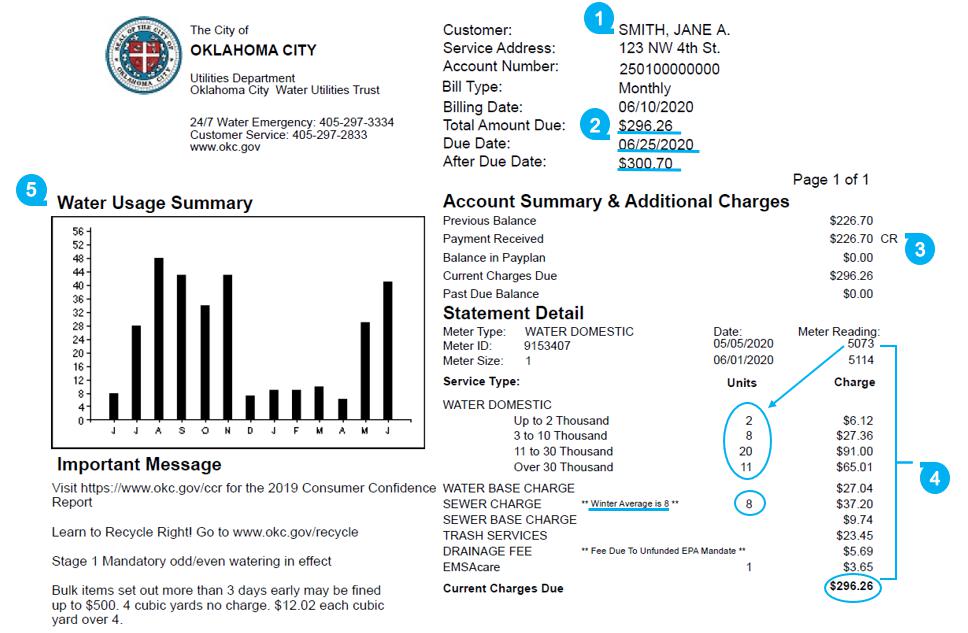 SEAL OF THE CITY OF
OKLAHOMA CITY
The City of
OKLAHOMA CITY
Utilities Department
Oklahoma City Water Utilities Trust
24/7 Water Emergency: 405-297-3334
Customer Service: 405-297-2833
www.okc.gov
1
Customer: SMITH, JANE A.
Service Address: 123 NW 4th St.
Account Number: 250100000000
Bill Type: Monthly
Billing Date: 06/10/2020
2
Total Amount Due: $296.26
Due Date: 06/25/2020
After Due Date: $300.70
Page 1 of 1
5
Water Usage Summary
56
52
48
44
40
36
32
28
24
20
16
12
8
4
0
J J A S O N D J F M A M J
Important Message
Visit https://www.okc.gov/ccr for the 2019 Consumer Confidence
Report
Learn to Recycle Right! Go to www.okc.gov/recycle
Stage 1 Mandatory odd/even watering in effect
Bulk items set out more than 3 days early may be fined
up to $500. 4 cubic yards no charge. $12.02 each cubic
yard over 4.
Account Summary & Additional Charges
Previous Balance $226.70
Payment Received $226.70 CR
3
Balance in Payplan $0.00
Current Charges Due $296.26
Past Due Balance $0.00
Statement Detail
Meter Type: WATER DOMESTIC Date: Meter Reading:
Meter ID: 9153407 05/05/2020 5073
Meter Size: 1 06/01/2020 5114
Service Type: Units Charge
WATER DOMESTIC
Up to 2 Thousand 2 $6.12
3 to 10 Thousand 8 $27.36
11 to 30 Thousand 20 $91.00
Over 30 Thousand 11 $65.01
4
WATER BASE CHARGE $27.04
SEWER CHARGE ** Winter Average is 8 ** 8 $37.20
SEWER BASE CHARGE $9.74
TRASH SERVICES $23.45
DRAINAGE FEE ** Fee Due To Unfunded EPA Mandate ** $5.69
EMSAcare 1 $3.65
Current Charges Due $296.26